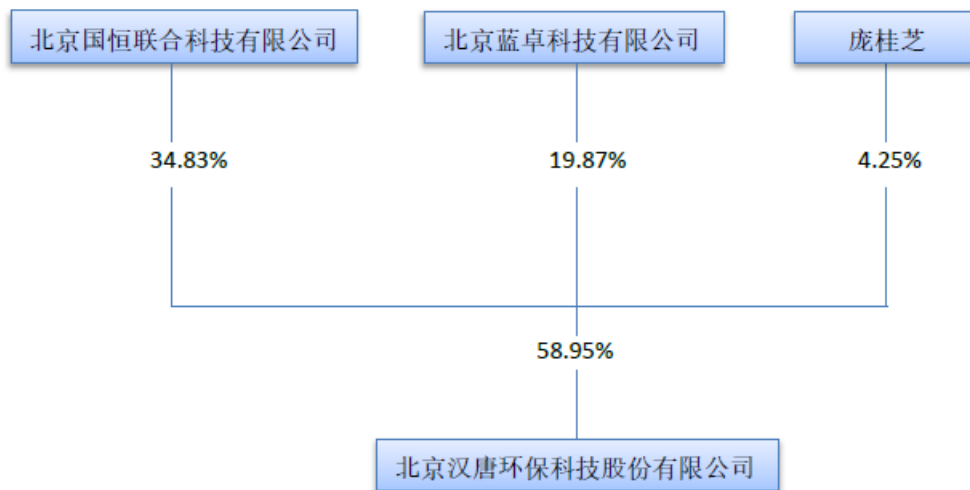 北京国恒联合科技有限公司
北京蓝卓科技有限公司
庞桂芝
34.83%
19.87%
4.25%
58.95%
北京汉唐环保科技股份有限公司